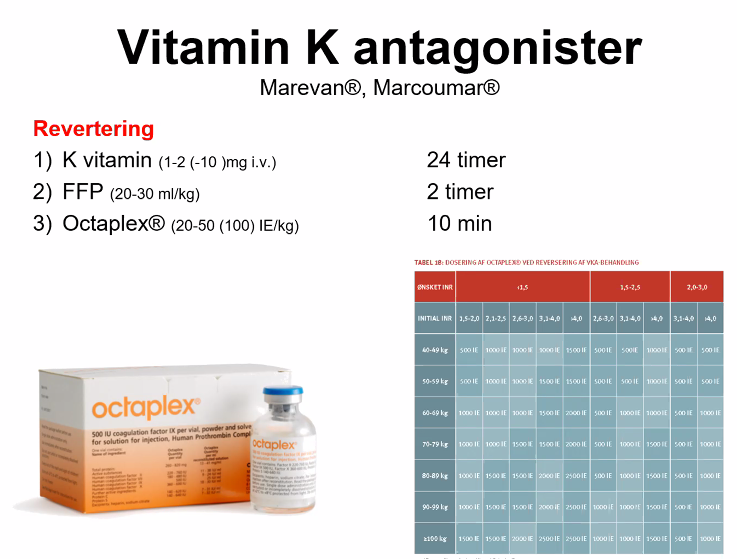 Vitamin K antagonister
Marevan®, Marcoumar®
Revertering
1) K vitamin (1-2 (-10 )mg i.v.) 24 timer
2) FFP (20-30 ml/kg) 2 timer
3) Octaplex® (20-50 (100) IE/kg) 10 min
TABEL 18: DOSERING AF OCTAPLEX® VED REVERSERING AF VKA-BEHANDLING
ØNSKET INR <1,5 1,5-2,5 2,0-3,0
INITIAL INR 1,5-2,0 2,1-2,5 2,6-3,0 3,1-4,0 >4,0 2,6-3,0 3,1-4,0 >4,0 3,1-4,0 >4,0
40-49 kg 500 IE 1000 IE 1000 IE 1000 IE 1500 IE 500 IE 500 IE 1000 IE 500 IE 500 IE
50-59 kg 500 IE 1000 IE 1000 IE 1500 IE 1500 IE 500 IE 500 IE 1000 IE 500 IE 500 IE
60-69 kg 1000 IE 1000 IE 1000 IE 1500 IE 2000 IE 500 IE 1000 IE 1000 IE 500 IE 1000 IE
70-79 kg 1000 IE 1000 IE 1500 IE 1500 IE 2000 IE 500 IE 1000 IE 1500 IE 500 IE 1000 IE
80-89 kg 1000 IE 1500 IE 1500 IE 2000 IE 2500 IE 500 IE 1000 IE 1500 IE 500 IE 1000 IE
90-99 kg 1000 IE 1500 IE 1500 IE 2000 IE 2500 IE 1000 IE 1000 IE 1500 IE 500 IE 1000 IE
≥100 kg 1500 IE 1500 IE 2000 IE 2500 IE 2500 IE 1000 IE 1000 IE 1500 IE 500 IE 1000 IE
octaplex®
500 IU coagulation factor IX per vial, powder and
for solution for injection, Human Prothrombin
octaplex®